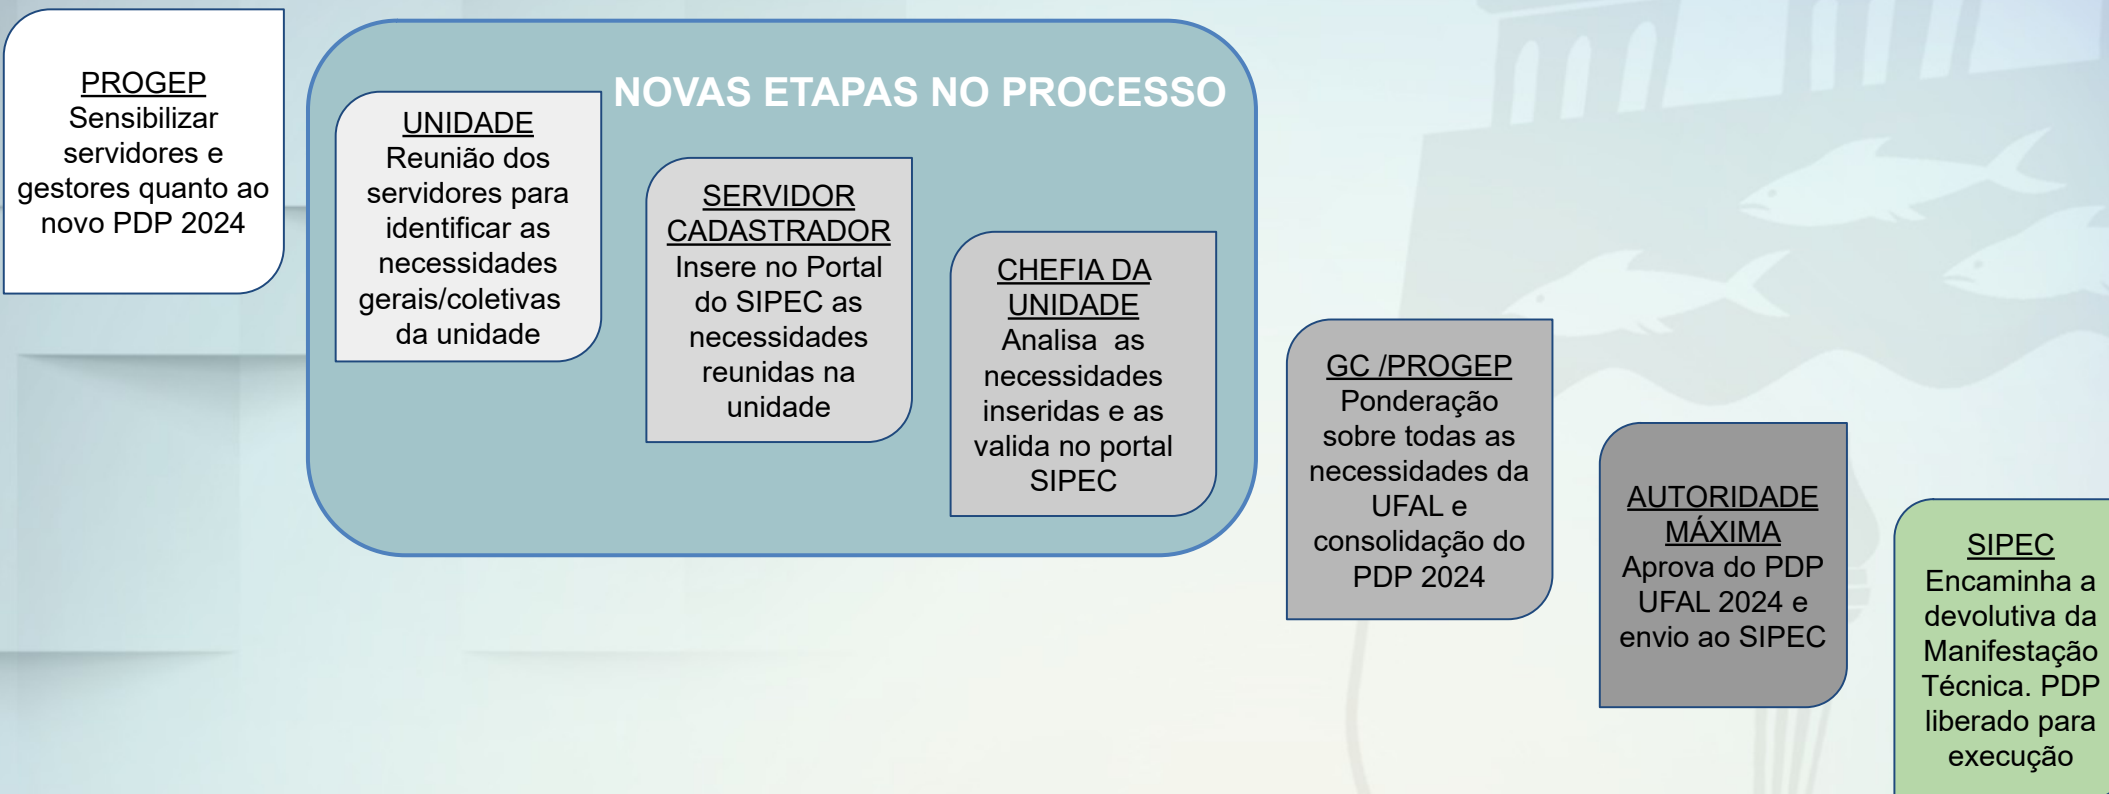 PROGEP
Sensibilizar
servidores e
gestores quanto ao
novo PDP 2024
NOVAS ETAPAS NO PROCESSO
UNIDADE
Reunião dos
servidores para
identificar as
necessidades
gerais/coletivas
da unidade
SERVIDOR
CADASTRADOR
Insere no Portal
do SIPEC as
necessidades
reunidas na
unidade
CHEFIA DA
UNIDADE
Analisa as
necessidades
inseridas e as
valida no portal
SIPEC
GC /PROGEP
Ponderação
sobre todas as
necessidades da
UFAL e
consolidação do
PDP 2024
AUTORIDADE
MÁXIMA
Aprova do PDP
UFAL 2024 e
envio ao SIPEC
SIPEC
Encaminha a
devolutiva da
Manifestação
Técnica. PDP
liberado para
execução